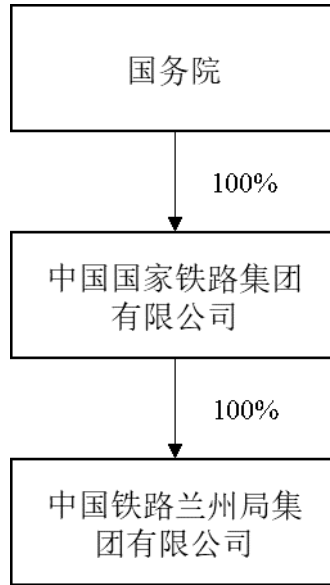 国务院
100%
中国国家铁路集团
有限公司
100%
中国铁路兰州局集
团有限公司